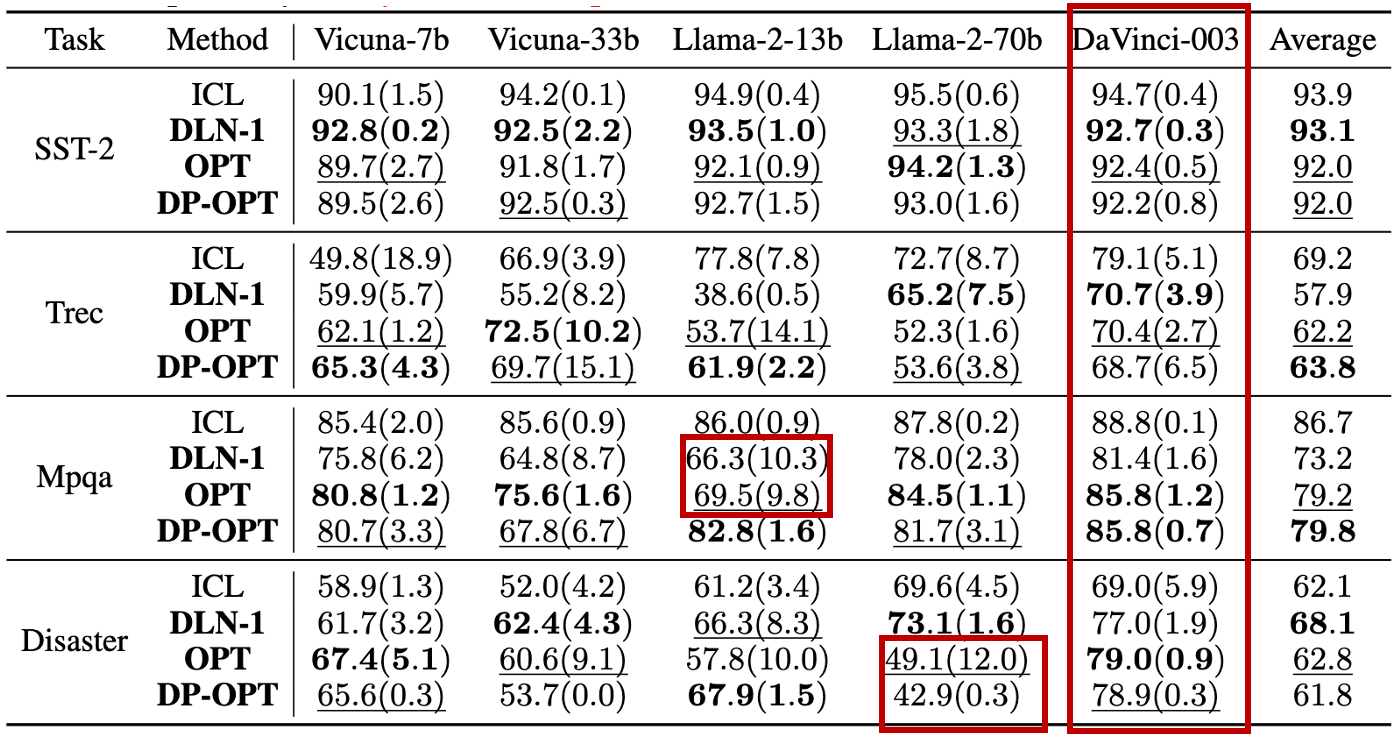 Task Method Vicuna-7b Vicuna-33b Llama-2-13b Llama-2-70b DaVinci-003 Average
ICL 90.1(1.5) 94.2(0.1) 94.9(0.4) 95.5(0.6) 94.7(0.4) 93.9
DLN-1 92.8(0.2) 92.5(2.2) 93.5(1.0) 93.3(1.8) 92.7(0.3) 93.1
SST-2
OPT 89.7(2.7) 91.8(1.7) 92.1(0.9) 94.2(1.3) 92.4(0.5) 92.0
DP-OPT 89.5(2.6) 92.5(0.3) 92.7(1.5) 93.0(1.6) 92.2(0.8) 92.0
ICL 49.8(18.9) 66.9(3.9) 77.8(7.8) 72.7(8.7) 79.1(5.1) 69.2
DLN-1 59.9(5.7) 55.2(8.2) 38.6(0.5) 65.2(7.5) 70.7(3.9) 57.9
Trec
OPT 62.1(1.2) 72.5(10.2) 53.7(14.1) 52.3(1.6) 70.4(2.7) 62.2
DP-OPT 65.3(4.3) 69.7(15.1) 61.9(2.2) 53.6(3.8) 68.7(6.5) 63.8
ICL 85.4(2.0) 85.6(0.9) 86.0(0.9) 87.8(0.2) 88.8(0.1) 86.7
DLN-1 75.8(6.2) 64.8(8.7) 66.3(10.3) 78.0(2.3) 81.4(1.6) 73.2
Mpqa
OPT 80.8(1.2) 75.6(1.6) 69.5(9.8) 84.5(1.1) 85.8(1.2) 79.2
DP-OPT 80.7(3.3) 67.8(6.7) 82.8(1.6) 81.7(3.1) 85.8(0.7) 79.8
ICL 58.9(1.3) 52.0(4.2) 61.2(3.4) 69.6(4.5) 69.0(5.9) 62.1
DLN-1 61.7(3.2) 62.4(4.3) 66.3(8.3) 73.1(1.6) 77.0(1.9) 68.1
Disaster
OPT 67.4(5.1) 60.6(9.1) 57.8(10.0) 49.1(12.0) 79.0(0.9) 62.8
DP-OPT 65.6(0.3) 53.7(0.0) 67.9(1.5) 42.9(0.3) 78.9(0.3) 61.8